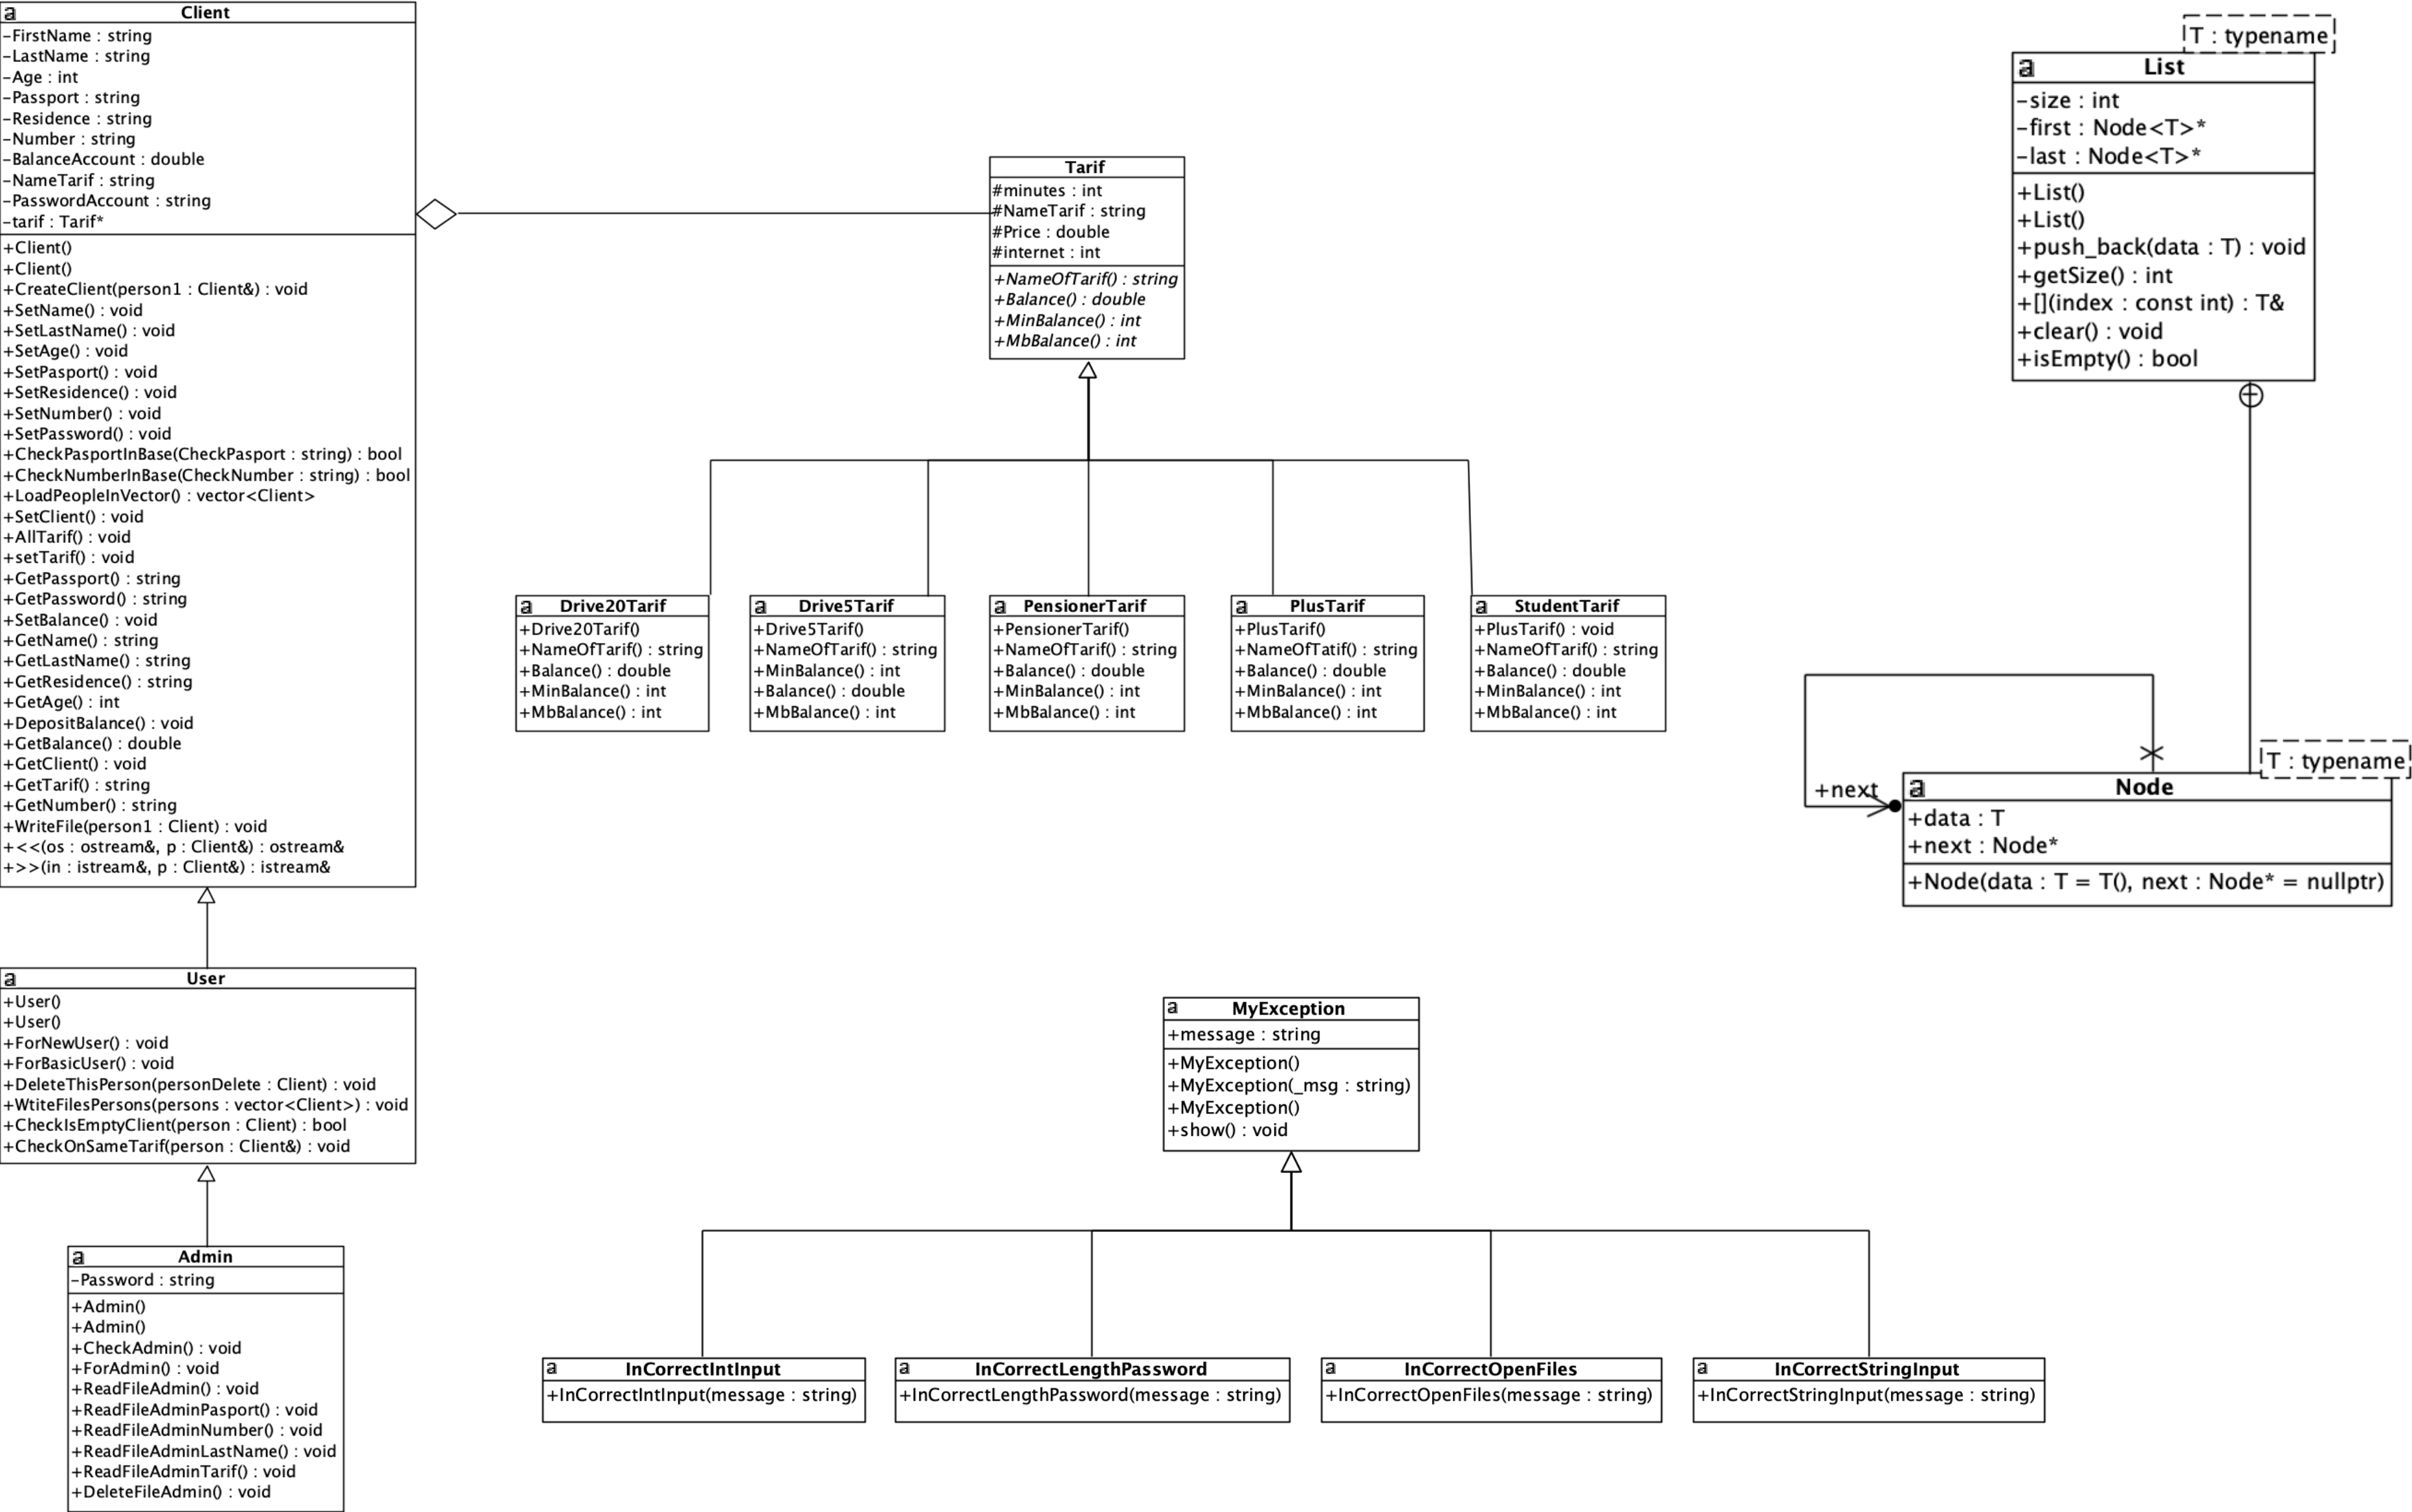 a Client
-FirstName : string
-LastName : string
-Age : int
-Passport : string
-Residence : string
-Number : string
-BalanceAccount : double
-NameTarif : string
-PasswordAccount : string
-tarif : Tarif*
+Client()
+Client()
+CreateClient(person1 : Client&) : void
+SetName() : void
+SetLastName() : void
+SetAge() : void
+SetPasport() : void
+SetResidence() : void
+SetNumber() : void
+SetPassword() : void
+CheckPasportInBase(CheckPasport : string) : bool
+CheckNumberInBase(CheckNumber : string) : bool
+LoadPeopleInVector() : vector<Client>
+SetClient() : void
+AllTarif() : void
+setTarif() : void
+GetPassport() : string
+GetPassword() : string
+SetBalance() : void
+GetName() : string
+GetLastName() : string
+GetResidence() : string
+GetAge() : int
+DepositBalance() : void
+GetBalance() : double
+GetClient() : void
+GetTarif() : string
+GetNumber() : string
+WriteFile(person1 : Client) : void
+<<(os : ostream&, p : Client&) : ostream&
+>>(in : istream&, p : Client&) : istream&
a User
+User()
+User()
+ForNewUser() : void
+ForBasicUser() : void
+DeleteThisPerson(personDelete : Client) : void
+WtiteFilesPersons(persons : vector<Client>) : void
+CheckIsEmptyClient(person : Client) : bool
+CheckOnSameTarif(person : Client&) : void
a Admin
-Password : string
+Admin()
+Admin()
+CheckAdmin() : void
+ForAdmin() : void
+ReadFileAdmin() : void
+ReadFileAdminPasport() : void
+ReadFileAdminNumber() : void
+ReadFileAdminLastName() : void
+ReadFileAdminTarif() : void
+DeleteFileAdmin() : void
Tarif
#minutes : int
#NameTarif : string
#Price : double
#internet : int
+NameOfTarif() : string
+Balance() : double
+MinBalance() : int
+MbBalance() : int
a Drive20Tarif
+Drive20Tarif()
+NameOfTarif() : string
+Balance() : double
+MinBalance() : int
+MbBalance() : int
a Drive5Tarif
+Drive5Tarif()
+NameOfTarif() : string
+MinBalance() : int
+Balance() : double
+MbBalance() : int
a PensionerTarif
+PensionerTarif()
+NameOfTarif() : string
+Balance() : double
+MinBalance() : int
+MbBalance() : int
a PlusTarif
+PlusTarif()
+NameOfTatif() : string
+Balance() : double
+MinBalance() : int
+MbBalance() : int
a StudentTarif
+PlusTarif() : void
+NameOfTarif() : string
+Balance() : double
+MinBalance() : int
+MbBalance() : int
T : typename
a List
-size : int
-first : Node<T>*
-last : Node<T>*
+List()
+List()
+push_back(data : T) : void
+getSize() : int
+[](index : const int) : T&
+clear() : void
+isEmpty() : bool
T : typename
+next
a Node
+data : T
+next : Node*
+Node(data : T = T(), next : Node* = nullptr)
a MyException
+message : string
+MyException()
+MyException(_msg : string)
+MyException()
+show() : void
a InCorrectIntInput
+InCorrectIntInput(message : string)
a InCorrectLengthPassword
+InCorrectLengthPassword(message : string)
a InCorrectOpenFiles
+InCorrectOpenFiles(message : string)
a InCorrectStringInput
+InCorrectStringInput(message : string)